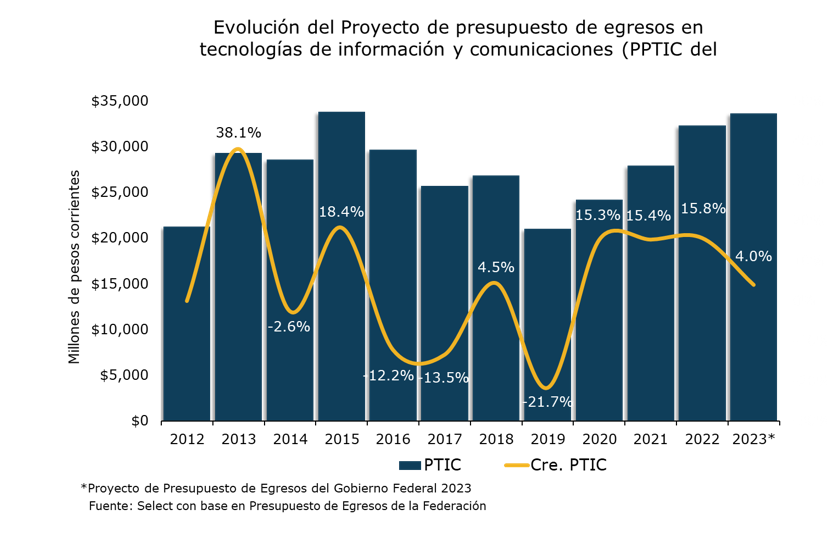 Evolución del Proyecto de presupuesto de egresos en
tecnologías de información y comunicaciones (PPTIC del
Millones de pesos corrientes
$35,000
$30,000
$25,000
$20,000
$15,000
$10,000
$5,000
$0
38.1%
-2.6%
18.4%
-12.2%
-13.5%
4.5%
-21.7%
15.3%
15.4%
15.8%
4.0%
2012 2013 2014 2015 2016 2017 2018 2019 2020 2021 2022 2023*
PTIC Cre. PTIC
*Proyecto de Presupuesto de Egresos del Gobierno Federal 2023
Fuente: Select con base en Presupuesto de Egresos de la Federación